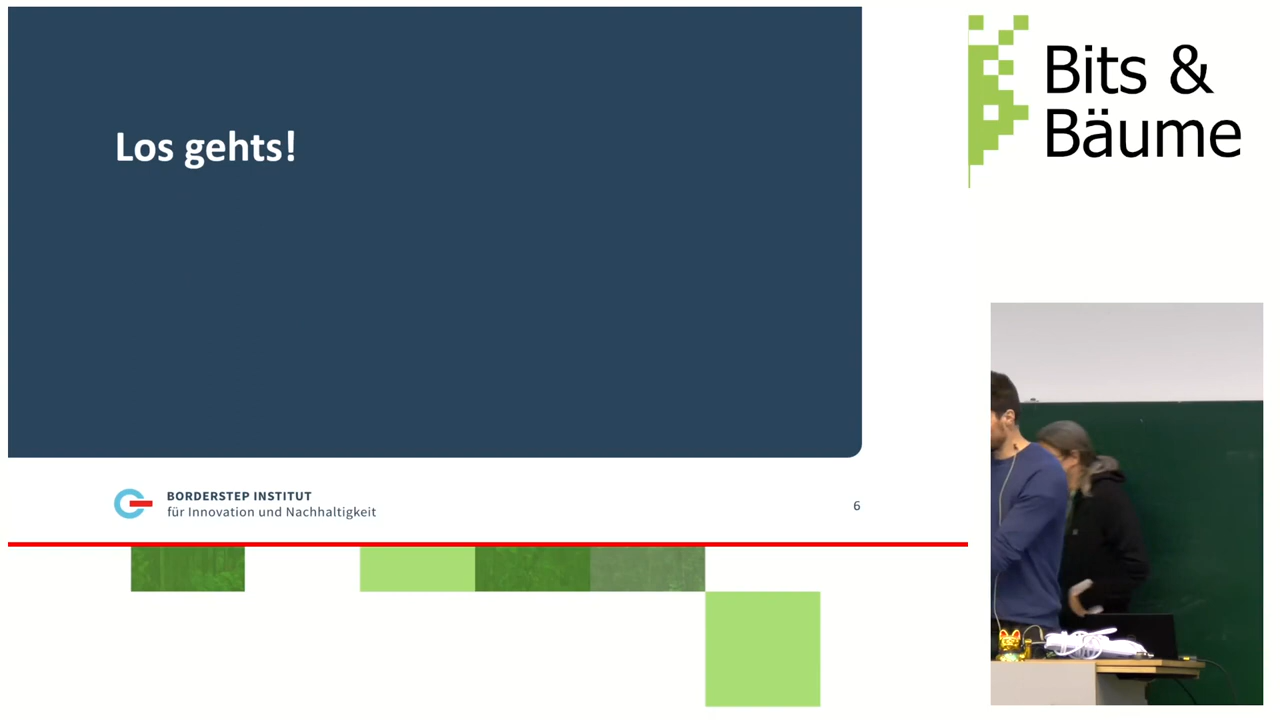 Los gehts!
BORDERSTEP INSTITUT
für Innovation und Nachhaltigkeit
6
Bits &
Bäume